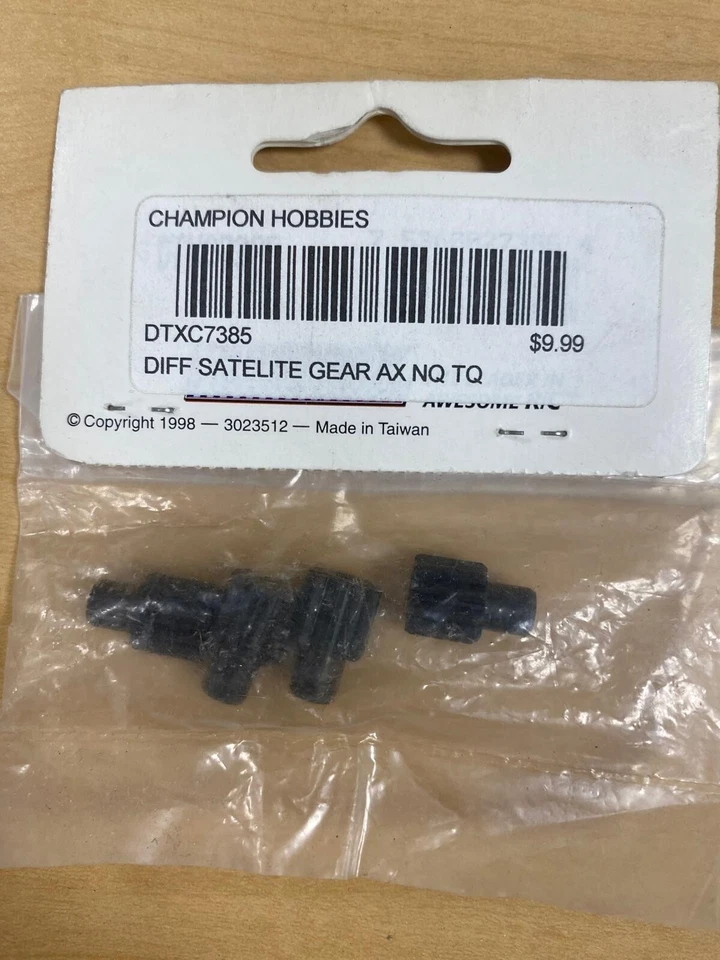 CHAMPION HOBBIES
DTXC7385
$9.99
DIFF SATELITE GEAR AX NQ TQ
AWESOME R/C
© Copyright 1998 — 3023512 — Made in Taiwan